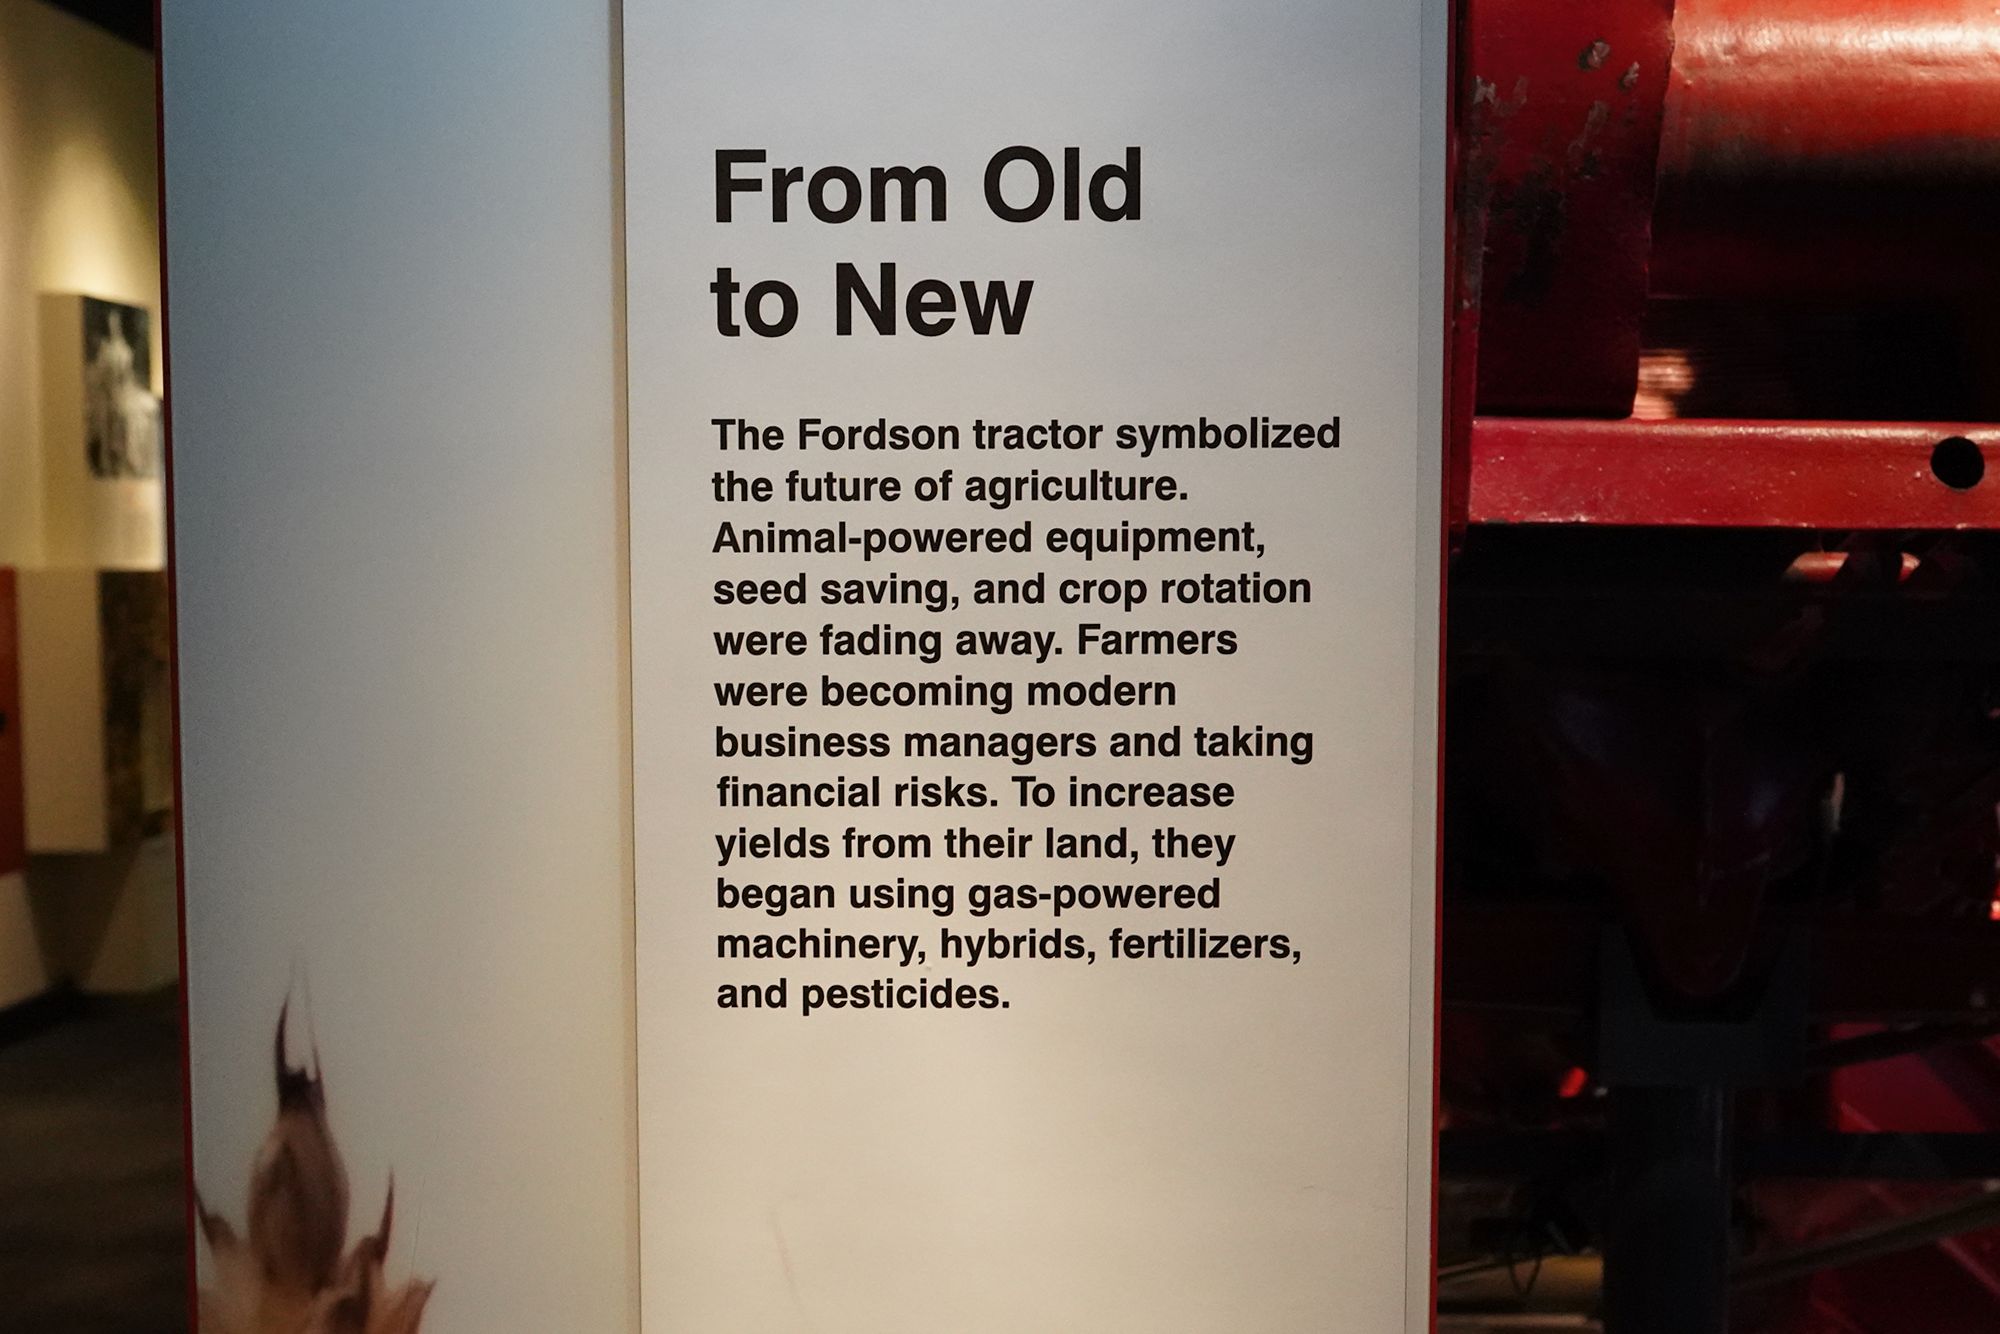 From Old
to New
The Fordson tractor symbolized
the future of agriculture.
Animal-powered equipment,
seed saving, and crop rotation
were fading away. Farmers
were becoming modern
business managers and taking
financial risks. To increase
yields from their land, they
began using gas-powered
machinery, hybrids, fertilizers,
and pesticides.